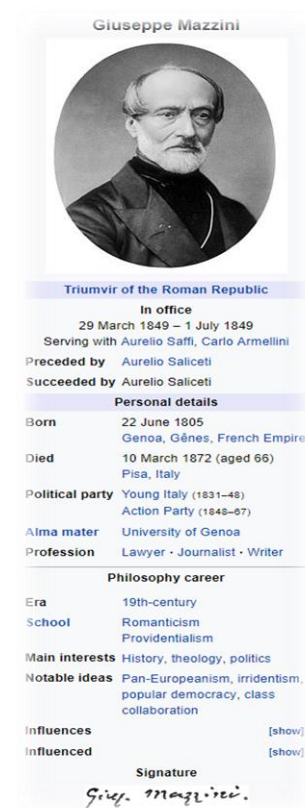 Giuseppe Mazzini
Triumvir of the Roman Republic
In office
29 March 1849 – 1 July 1849
Serving with Aurelio Saffi, Carlo Armellini
Preceded by Aurelio Saliceti
Succeeded by Aurelio Saliceti
Personal details
Born 22 June 1805
Genoa, Gênes, French Empire
Died 10 March 1872 (aged 66)
Pisa, Italy
Political party Young Italy (1831–48)
Action Party (1848–67)
Alma mater University of Genoa
Profession Lawyer · Journalist · Writer
Philosophy career
Era 19th-century
School Romanticism
Providentialism
Main interests History, theology, politics
Notable ideas Pan-Europeanism, irridentism,
popular democracy, class
collaboration
Influences [show]
Influenced [show]
Signature
Gius. Mazzini.